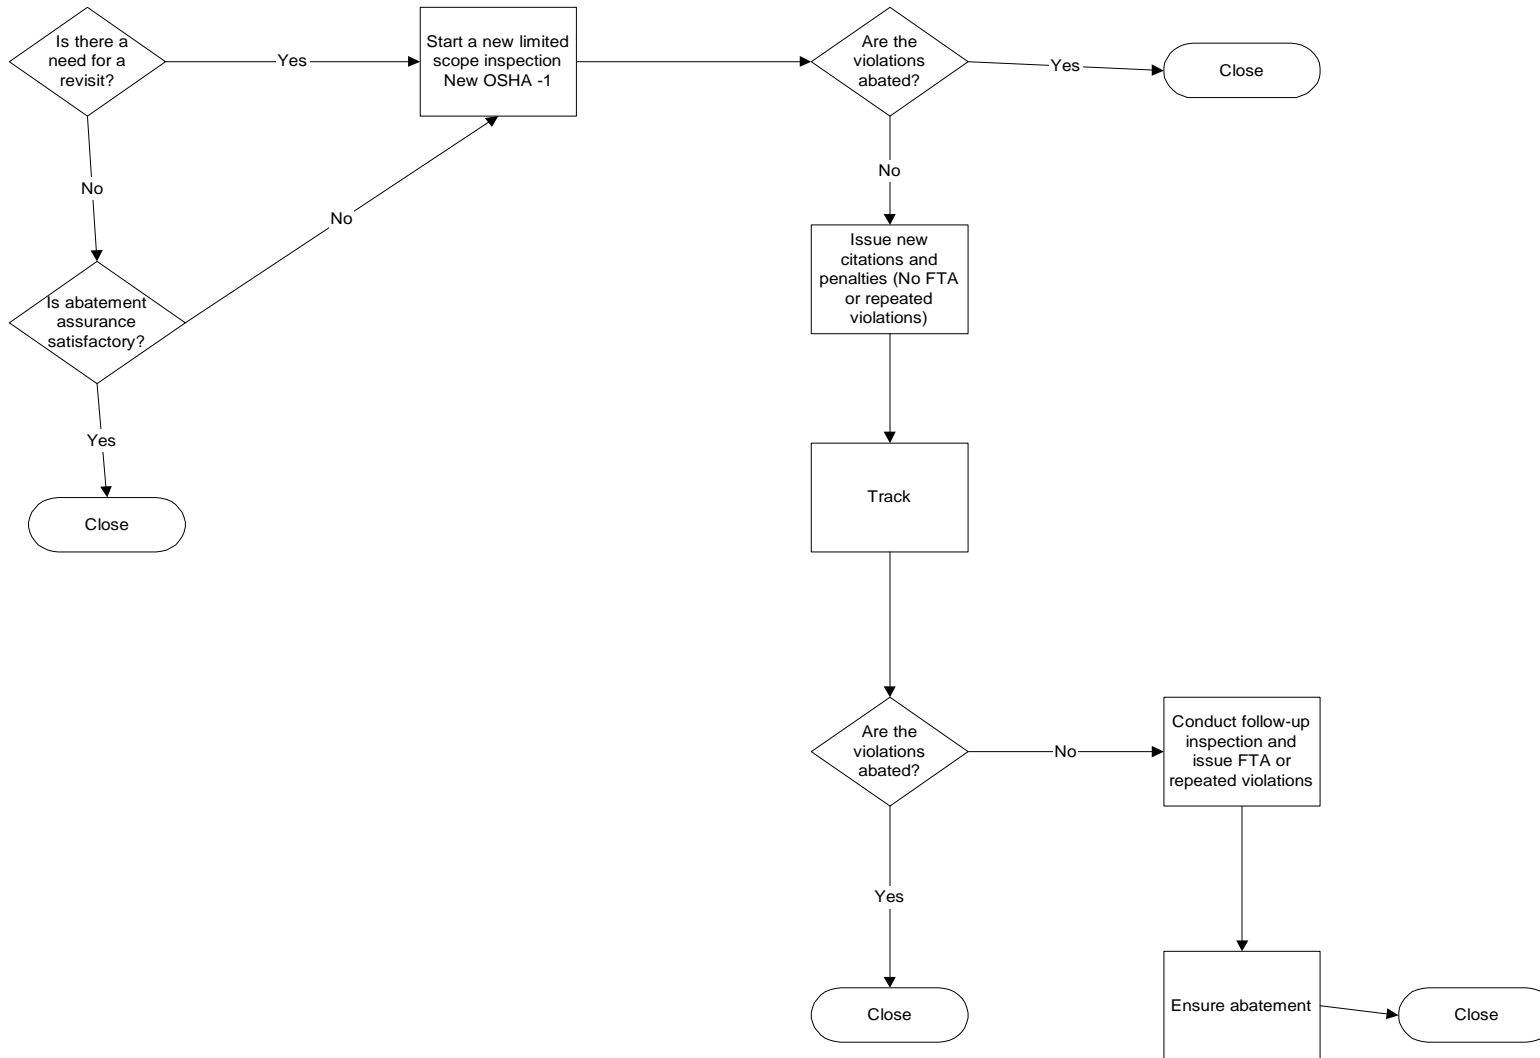 Is there a
need for a
revisit?
Yes
Start a new limited
scope inspection
New OSHA -1
Are the
violations
abated?
Yes
Close
No
No
No
Issue new
citations and
penalties (No FTA
or repeated
violations)
Is abatement
assurance
satisfactory?
Yes
Close
Track
Are the
violations
abated?
No
Conduct follow-up
inspection and
issue FTA or
repeated violations
Yes
Close
Ensure abatement
Close